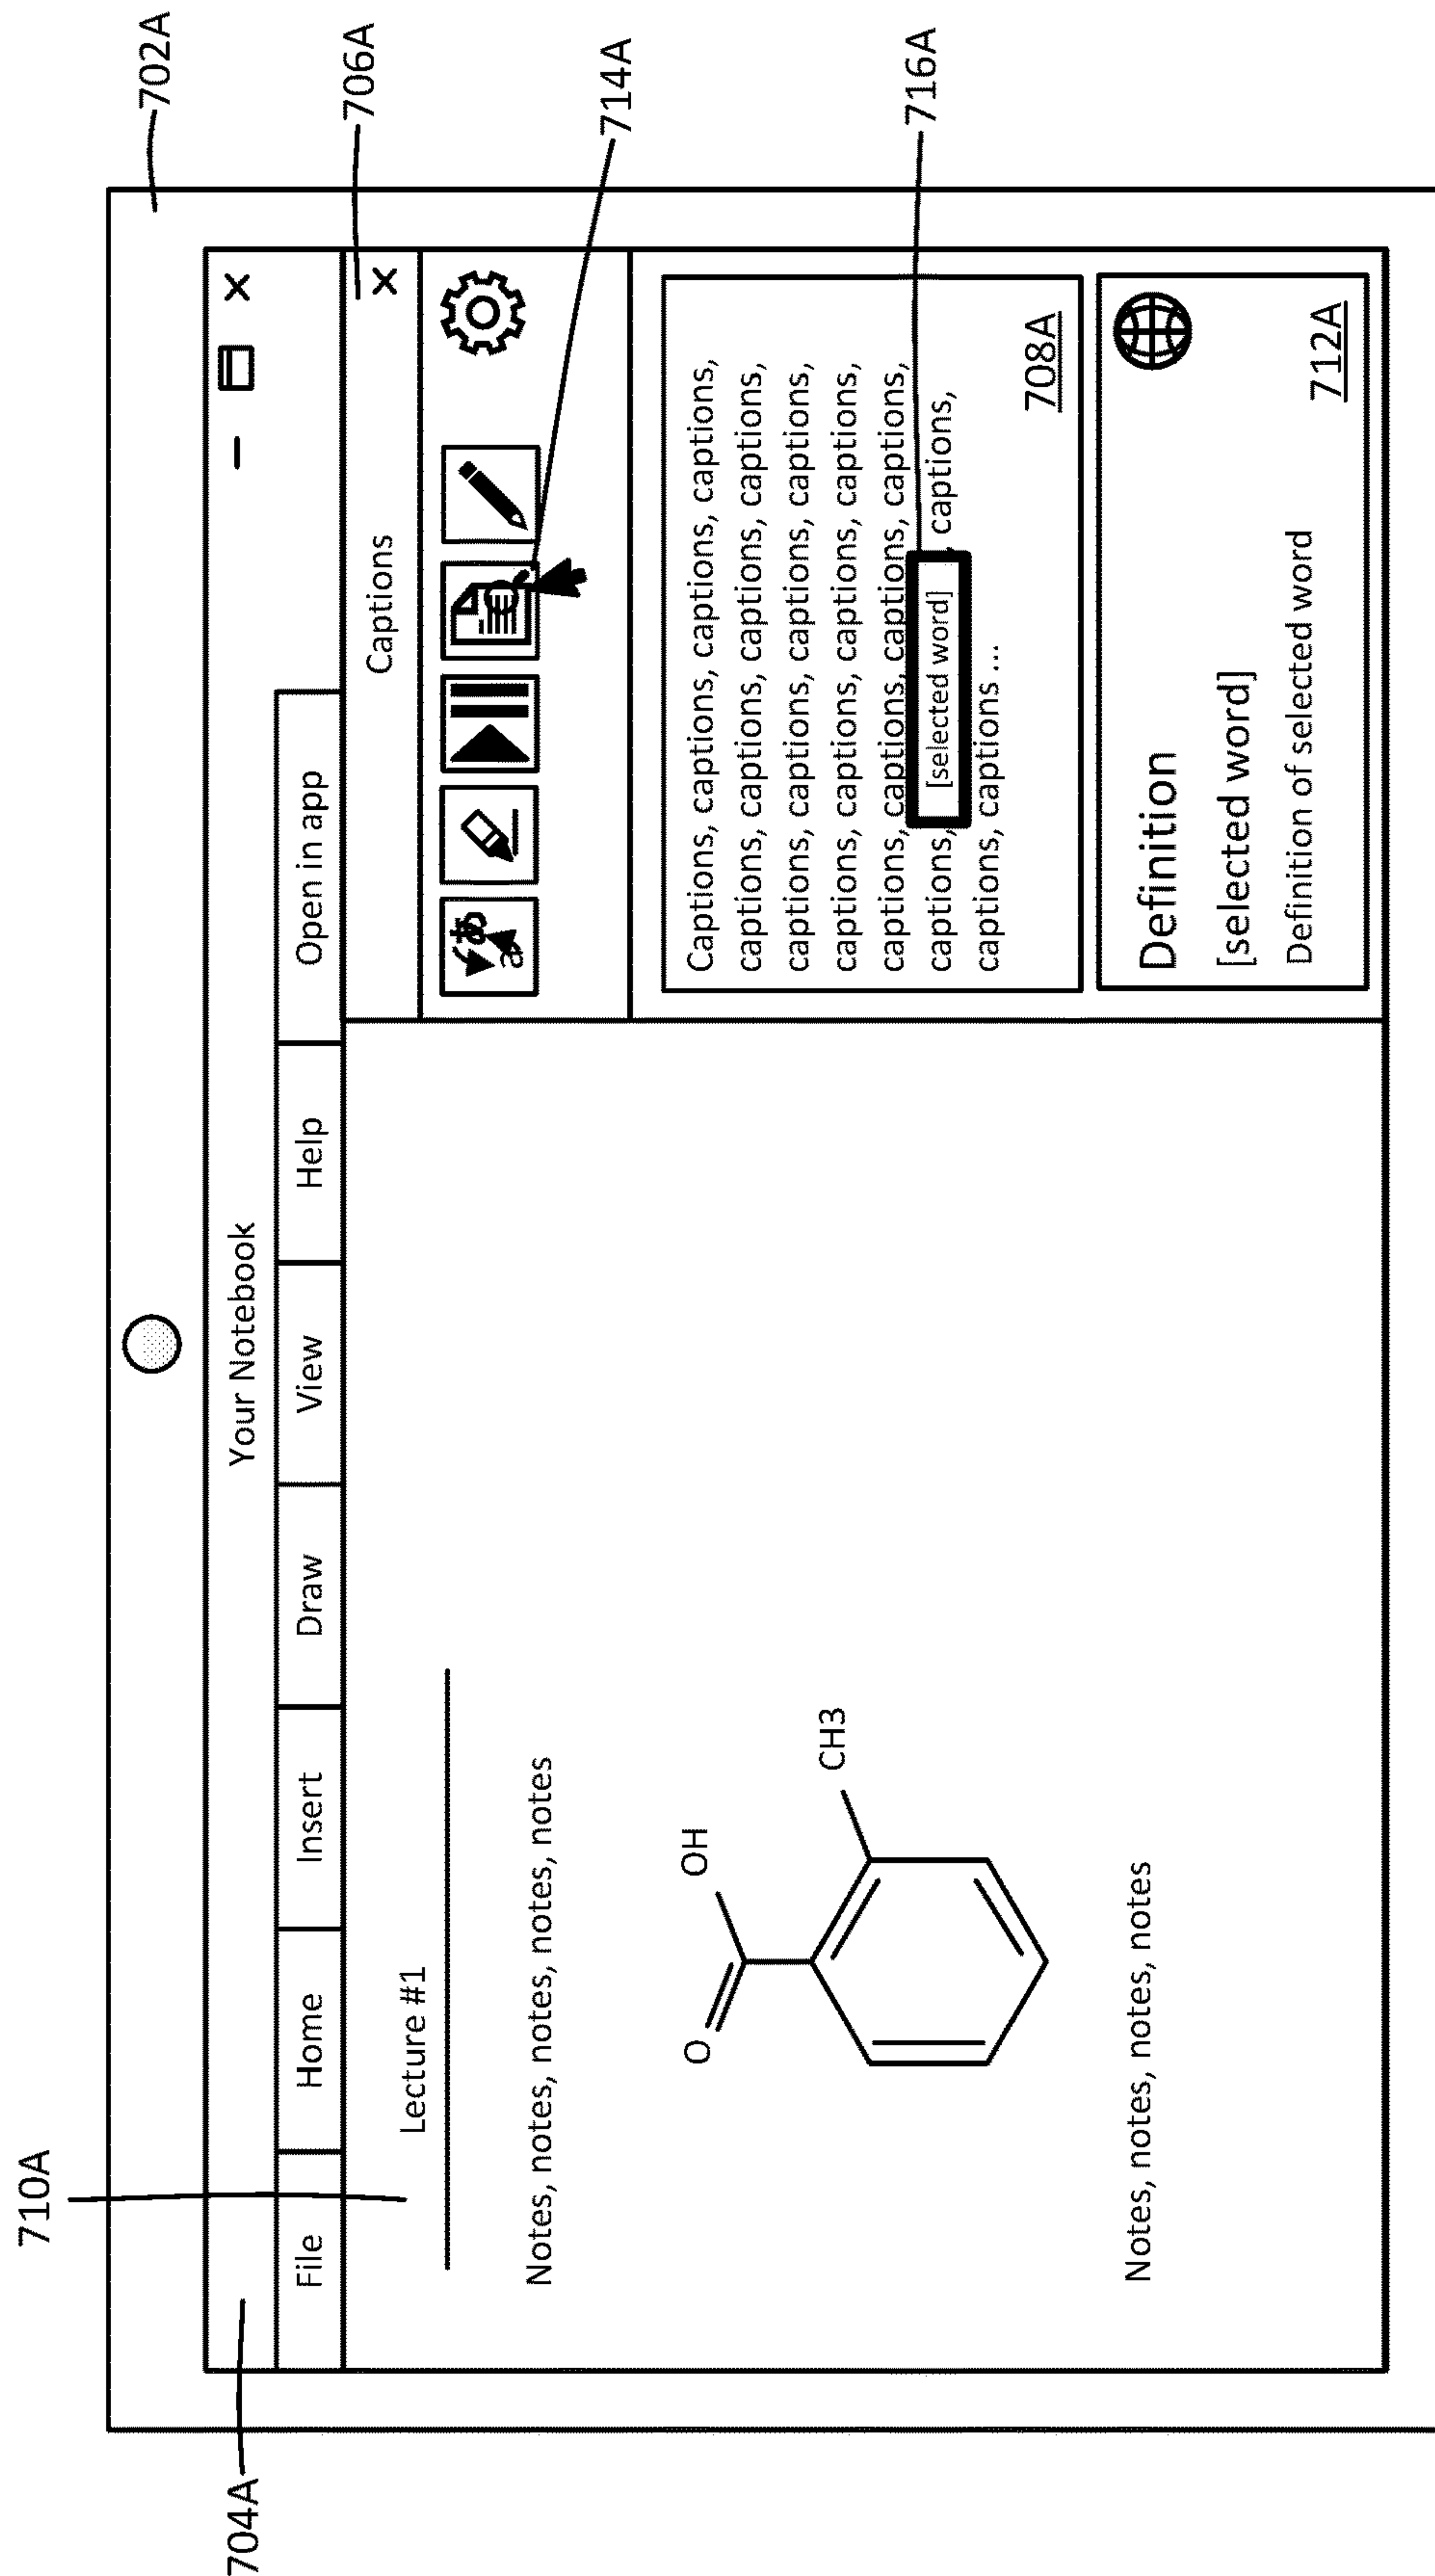 710A
702A
704A
Your Notebook
706A
File Home Insert Draw View Help Open in app
Lecture #1
Captions
714A
あ
a
Notes, notes, notes, notes, notes
O
OH
CH3
Notes, notes, notes, notes
Captions, captions, captions, captions,
captions, captions, captions, captions,
captions, captions, captions, captions,
captions, captions, captions, captions,
captions, captions, captions, captions,
captions, [selected word], captions,
captions, captions ...
716A
708A
Definition
[selected word]
Definition of selected word
712A